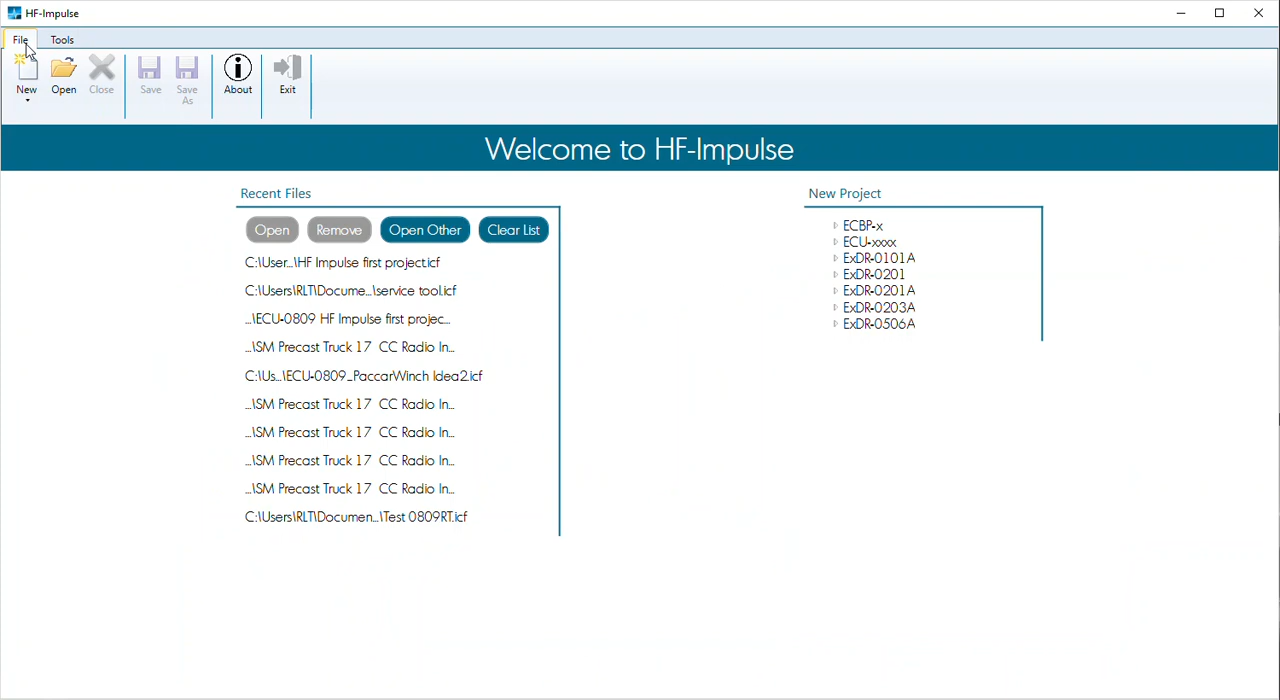 HF-Impulse
File Tools
New Open Close Save Save As About Exit
Welcome to HF-Impulse
Recent Files
Open Remove Open Other Clear List
C:\User...\HF Impulse first project.icf
C:\Users\RLT\Docume...\service tool.icf
...\ECU-0809 HF Impulse first projec...
...\SM Precast Truck 17 CC Radio In...
C:\Us...\ECU-0809_PaccarWinch Idea2.icf
...\SM Precast Truck 17 CC Radio In...
...\SM Precast Truck 17 CC Radio In...
...\SM Precast Truck 17 CC Radio In...
...\SM Precast Truck 17 CC Radio In...
C:\Users\RLT\Documen...\Test 0809RT.icf
New Project
ECBP-x
ECU-xxxx
ExDR-0101A
ExDR-0201
ExDR-0201A
ExDR-0203A
ExDR-0506A